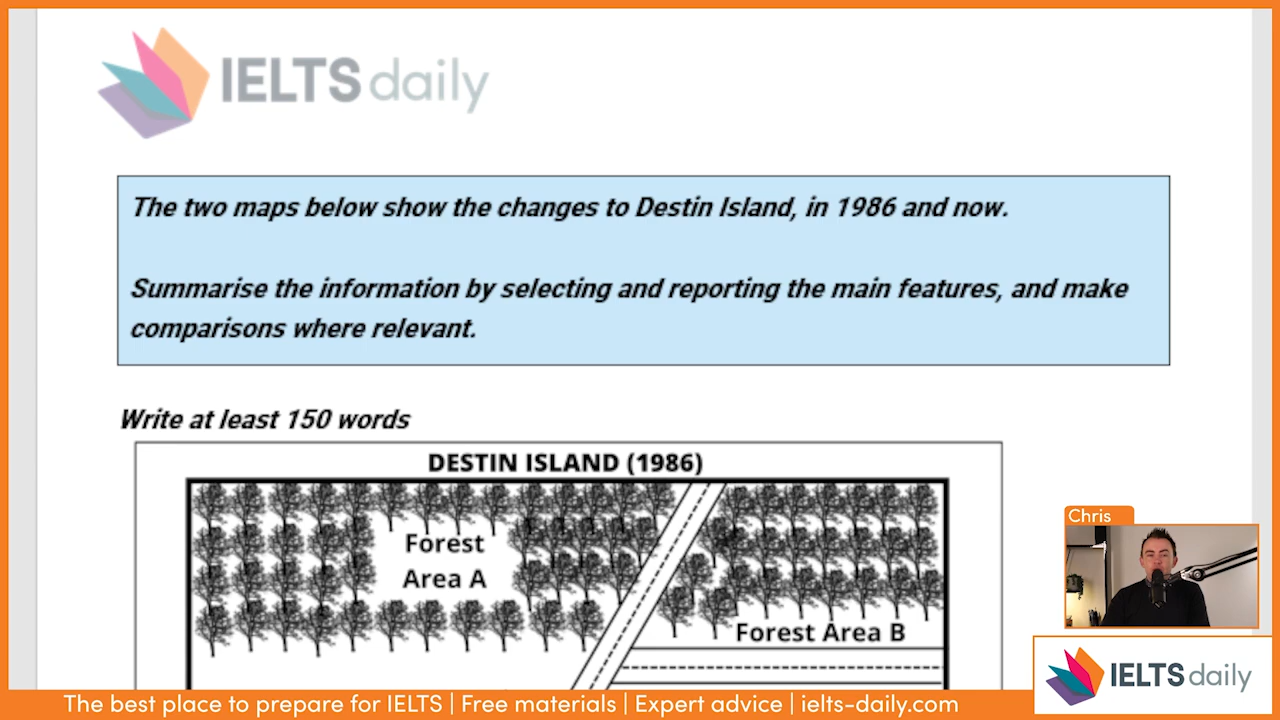 IELTS daily
The two maps below show the changes to Destin Island, in 1986 and now.
Summarise the information by selecting and reporting the main features, and make
comparisons where relevant.
Write at least 150 words
DESTIN ISLAND (1986)
Forest
Area A
Forest Area B
Chris
IELTS daily
The best place to prepare for IELTS | Free materials | Expert advice | ielts-daily.com